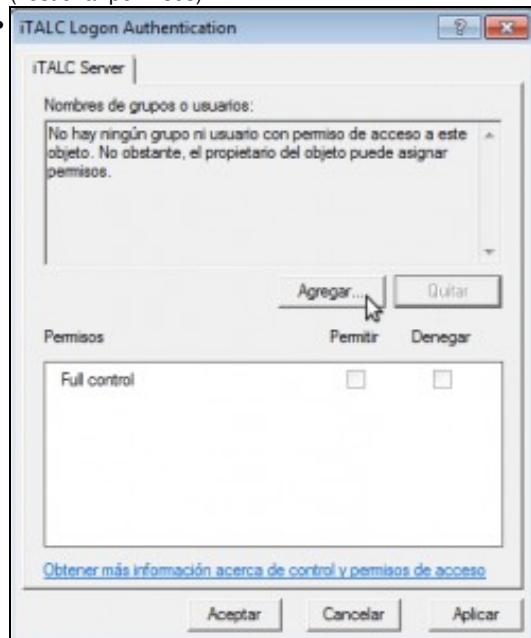 iTALC Logon Authentication
iTALC Server
Nombres de grupos o usuarios:
No hay ningún grupo ni usuario con permiso de acceso a este
objeto. No obstante, el propietario del objeto puede asignar
permisos.
Agregar... Quitar
Permisos Permitir Denegar
Full control
Obtener más información acerca de control y permisos de acceso
Aceptar Cancelar Aplicar